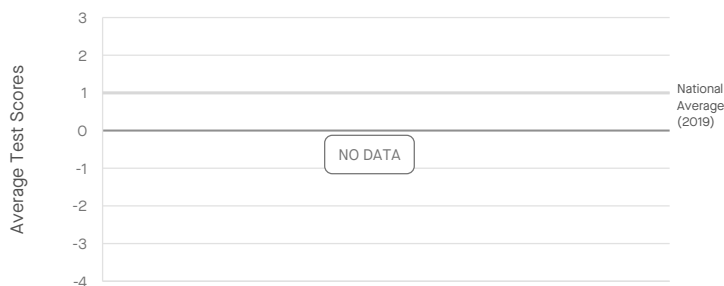 3
2
1
0
-1
-2
-3
-4
Average Test Scores
National
Average
(2019)
NO DATA